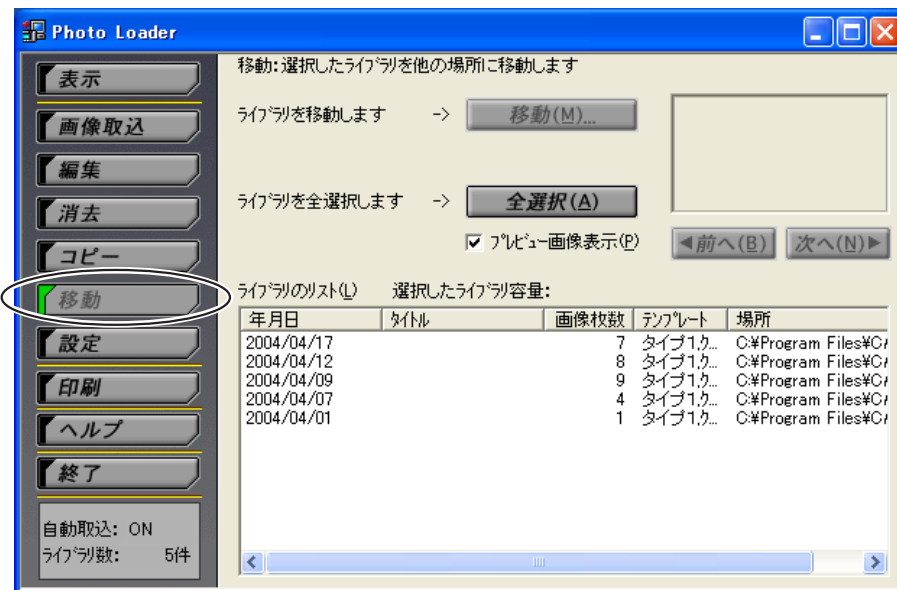 Photo Loader
表示
画像取込
編集
消去
コピー
移動
設定
印刷
ヘルプ
終了
自動取込: ON
ライブラリ数: 5件
移動:選択したライブラリを他の場所に移動します
ライブラリを移動します -> 移動(M)...
ライブラリを全選択します -> 全選択(A)
プレビュー画像表示(P)
◀前へ(B) 次へ(N)▶
ライブラリのリスト(L) 選択したライブラリ容量:
年月日 タイトル 画像枚数 テンプレート 場所
2004/04/17 7 タイプ1,ク... C:¥Program Files¥C
2004/04/12 8 タイプ1,ク... C:¥Program Files¥C
2004/04/09 9 タイプ1,ク... C:¥Program Files¥C
2004/04/07 4 タイプ1,ク... C:¥Program Files¥C
2004/04/01 1 タイプ1,ク... C:¥Program Files¥C